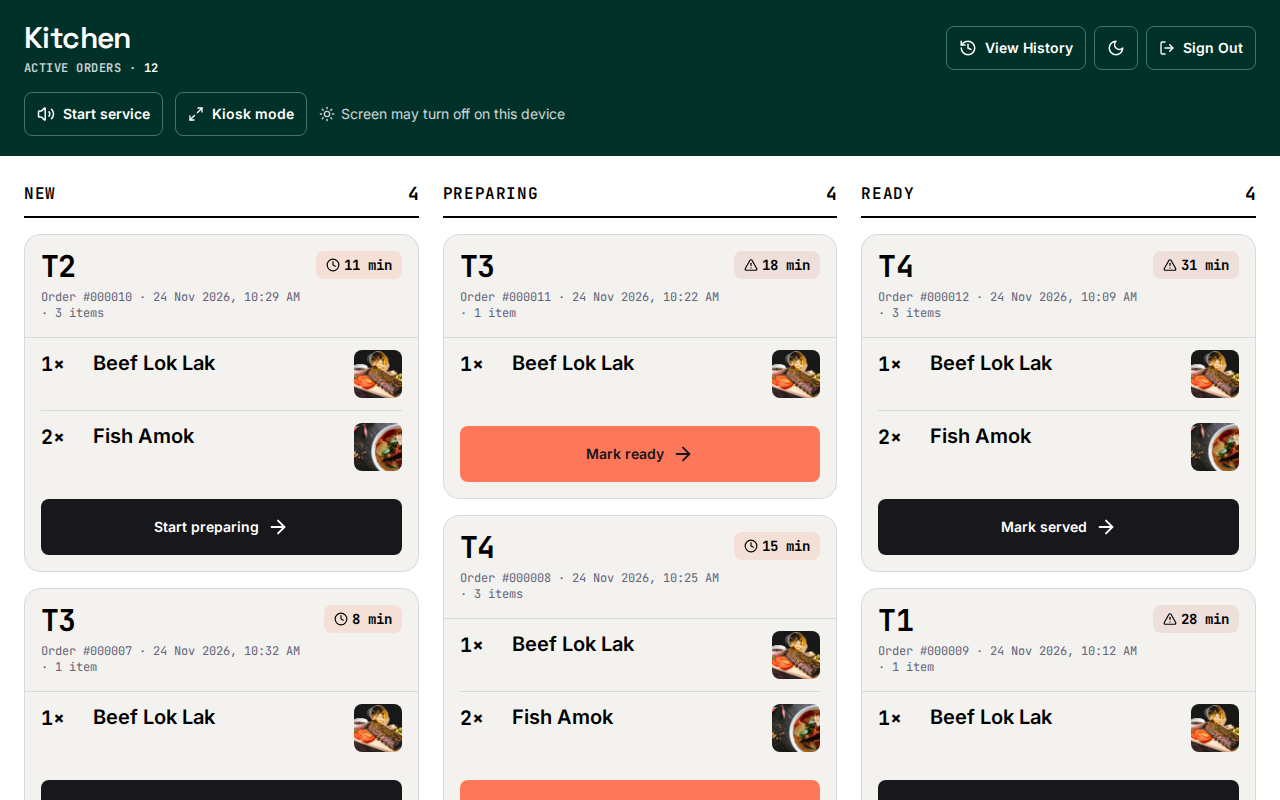 Kitchen
ACTIVE ORDERS · 12
View History
Sign Out
Start service
Kiosk mode
Screen may turn off on this device
NEW 4
T2
11 min
Order #000010 · 24 Nov 2026, 10:29 AM
· 3 items
1× Beef Lok Lak
2× Fish Amok
Start preparing
T3
8 min
Order #000007 · 24 Nov 2026, 10:32 AM
· 1 item
1× Beef Lok Lak
PREPARING 4
T3
18 min
Order #000011 · 24 Nov 2026, 10:22 AM
· 1 item
1× Beef Lok Lak
Mark ready
T4
15 min
Order #000008 · 24 Nov 2026, 10:25 AM
· 3 items
1× Beef Lok Lak
2× Fish Amok
READY 4
T4
31 min
Order #000012 · 24 Nov 2026, 10:09 AM
· 3 items
1× Beef Lok Lak
2× Fish Amok
Mark served
T1
28 min
Order #000009 · 24 Nov 2026, 10:12 AM
· 1 item
1× Beef Lok Lak